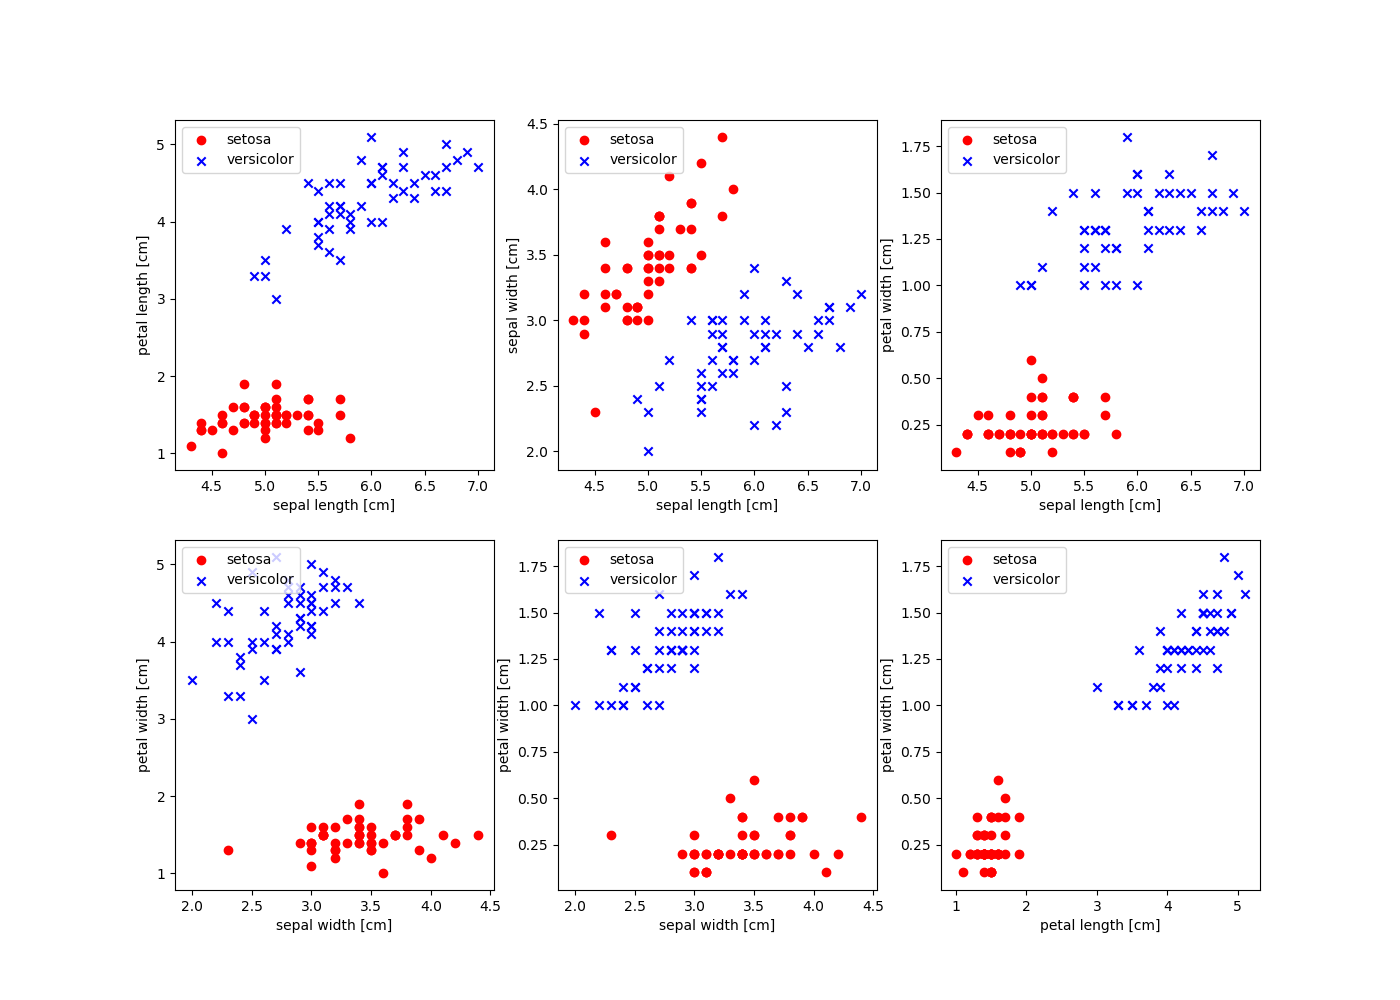 setosa
versicolor
5
4
3
2
1
petal length [cm]
4.5 5.0 5.5 6.0 6.5 7.0
sepal length [cm]
setosa
versicolor
4.5
4.0
3.5
3.0
2.5
2.0
sepal width [cm]
4.5 5.0 5.5 6.0 6.5 7.0
sepal length [cm]
setosa
versicolor
1.75
1.50
1.25
1.00
0.75
0.50
0.25
petal width [cm]
4.5 5.0 5.5 6.0 6.5 7.0
sepal length [cm]
setosa
versicolor
5
4
3
2
1
petal width [cm]
2.0 2.5 3.0 3.5 4.0 4.5
sepal width [cm]
setosa
versicolor
1.75
1.50
1.25
1.00
0.75
0.50
0.25
petal width [cm]
2.0 2.5 3.0 3.5 4.0 4.5
sepal width [cm]
setosa
versicolor
1.75
1.50
1.25
1.00
0.75
0.50
0.25
petal width [cm]
1 2 3 4 5
petal length [cm]